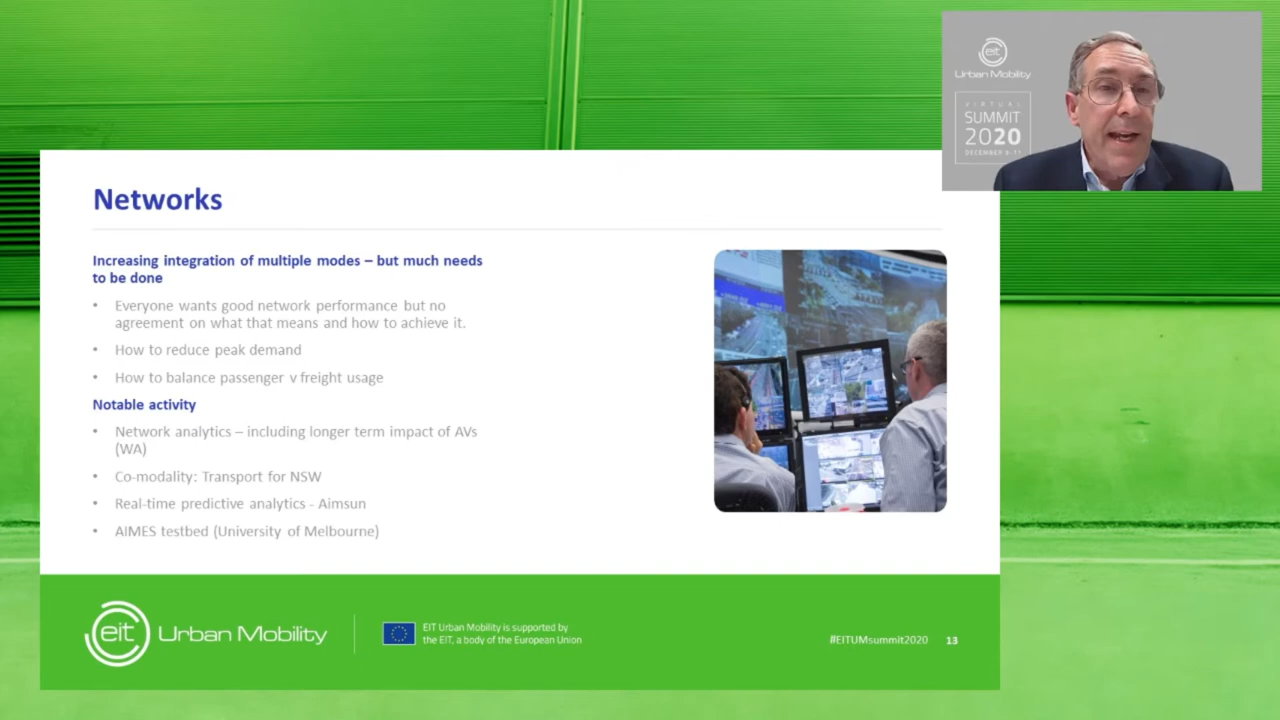 eit
Urban Mobility
VIRTUAL
SUMMIT
2020
DECEMBER
Networks
Increasing integration of multiple modes – but much needs
to be done
• Everyone wants good network performance but no
agreement on what that means and how to achieve it.
• How to reduce peak demand
• How to balance passenger v freight usage
Notable activity
• Network analytics – including longer term impact of AVs
(WA)
• Co-modality: Transport for NSW
• Real-time predictive analytics - Aimsun
• AIMES testbed (University of Melbourne)
eit Urban Mobility
EIT Urban Mobility is supported by
the EIT, a body of the European Union
#EITUMsummit2020 13